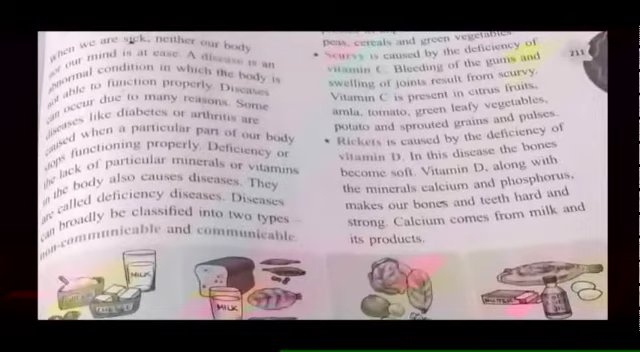 when we are sick, neither our body
nor our mind is at ease. A disease is an
abnormal condition in which the body is
not able to function properly. Diseases
can occur due to many reasons. Some
diseases like diabetes or arthritis are
caused when a particular part of our body
stops functioning properly. Deficiency or
the lack of particular minerals or vitamins
in the body also causes diseases. They
are called deficiency diseases. Diseases
can broadly be classified into two types –
non-communicable and communicable.
MILK
MILK
peas, cereals and green vegetables.
• Scurvy is caused by the deficiency of
vitamin C. Bleeding of the gums and
swelling of joints result from scurvy.
Vitamin C is present in citrus fruits,
amla, tomato, green leafy vegetables,
potato and sprouted grains and pulses.
• Rickets is caused by the deficiency of
vitamin D. In this disease the bones
become soft. Vitamin D, along with
the minerals calcium and phosphorus,
makes our bones and teeth hard and
strong. Calcium comes from milk and
its products.
211
BUTTER